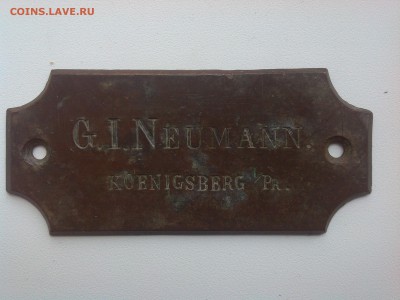 COINS.LAVE.RU
G. I. NEUMANN.
KOENIGSBERG PR.